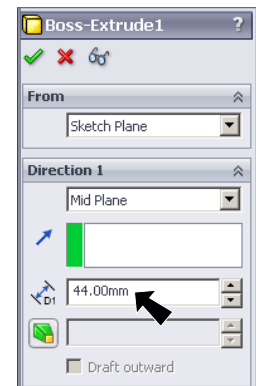 Boss-Extrude1 ?
From
Sketch Plane
Direction 1
Mid Plane
D1 44.00mm
Draft outward